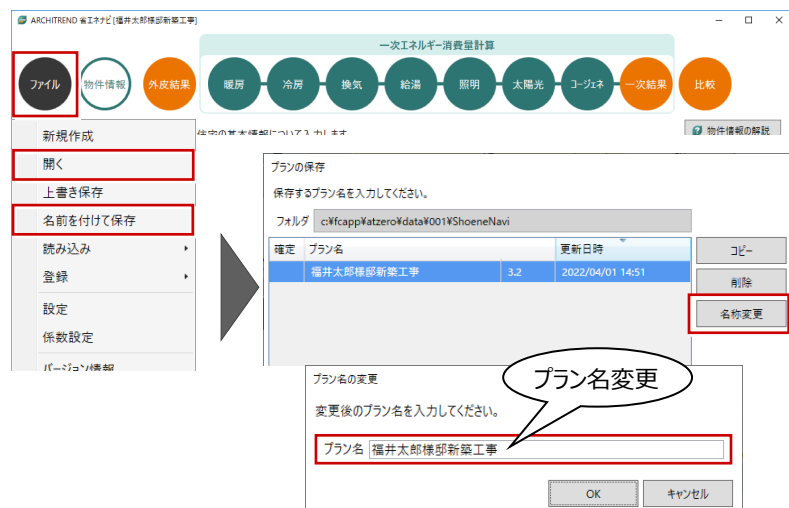 ARCHITREND 省エネナビ [福井太郎様邸新築工事]
一次エネルギー消費量計算
ファイル 物件情報 外皮結果 暖房 冷房 換気 給湯 照明 太陽光 コージェネ 一次結果 比較
住宅の基本情報について入力します
物件情報の解説
新規作成
開く
上書き保存
名前を付けて保存
読み込み
登録
設定
係数設定
バージョン情報
プランの保存
保存するプラン名を入力してください。
フォルダ c:¥fcapp¥atzero¥data¥001¥ShoeneNavi
確定 プラン名 更新日時
福井太郎様邸新築工事 3.2 2022/04/01 14:51
コピー
削除
名称変更
プラン名の変更
プラン名変更
変更後のプラン名を入力してください。
プラン名 福井太郎様邸新築工事
OK キャンセル